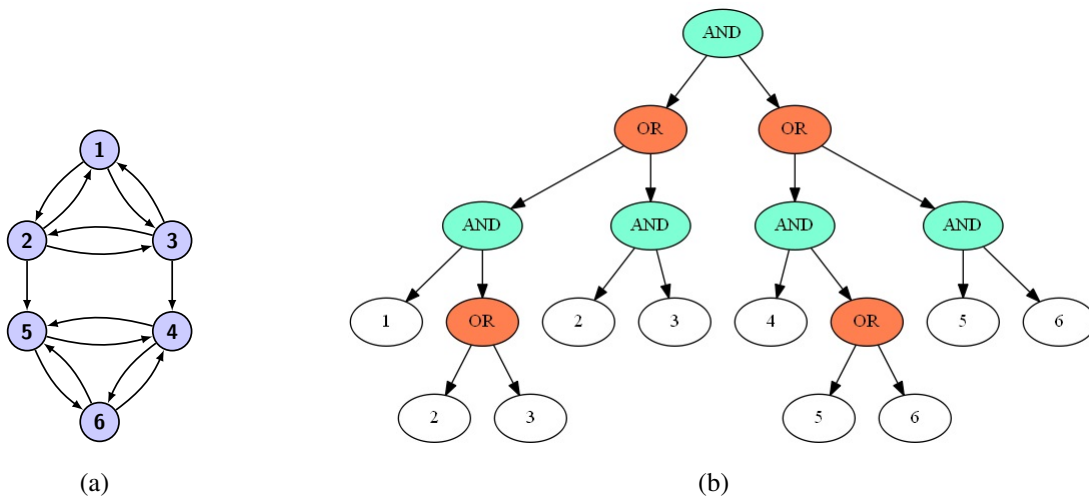 AND
OR OR
1
AND AND AND AND
2 3
5 4
1 OR 2 3 4 OR 5 6
6
2 3 5 6
(a) (b)